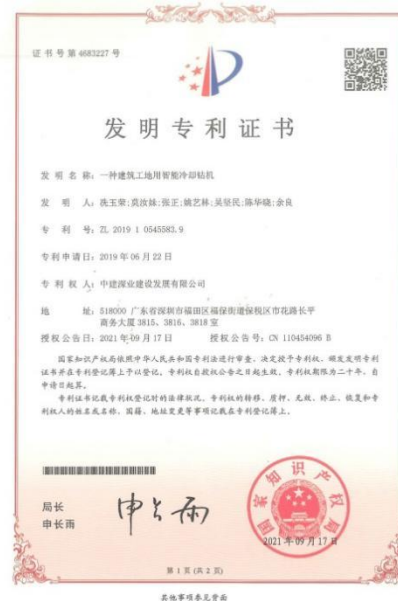 证书号第4683227号
发明专利证书
发 明 名 称：一种建筑工地用智能冷却钻机
发 明 人：冼玉荣;莫汝妹;张正;姚艺林;吴坚民;陈华晓;余良
专 利 号：ZL 2019 1 0545583.9
专利申请日：2019年06月22日
专 利 权 人：中建深业建设发展有限公司
地 址：518000 广东省深圳市福田区福保街道保税区市花路长平
商务大厦3815、3816、3818室
授权公告日：2021年09月17日 授权公告号：CN 110454096 B
国家知识产权局依照中华人民共和国专利法进行审查，决定授予专利权，颁发发明专利
证书并在专利登记簿上予以登记。专利权自授权公告之日起生效。专利权期限为二十年，自
申请日起算。
专利证书记载专利权登记时的法律状况。专利权的转移、质押、无效、终止、恢复和专
利权人的姓名或名称、国籍、地址变更等事项记载在专利登记簿上。
局长
申长雨
申长雨
国家知识产权局
2021年09月17日
第 1 页 (共 2 页)
其他事项参见背面